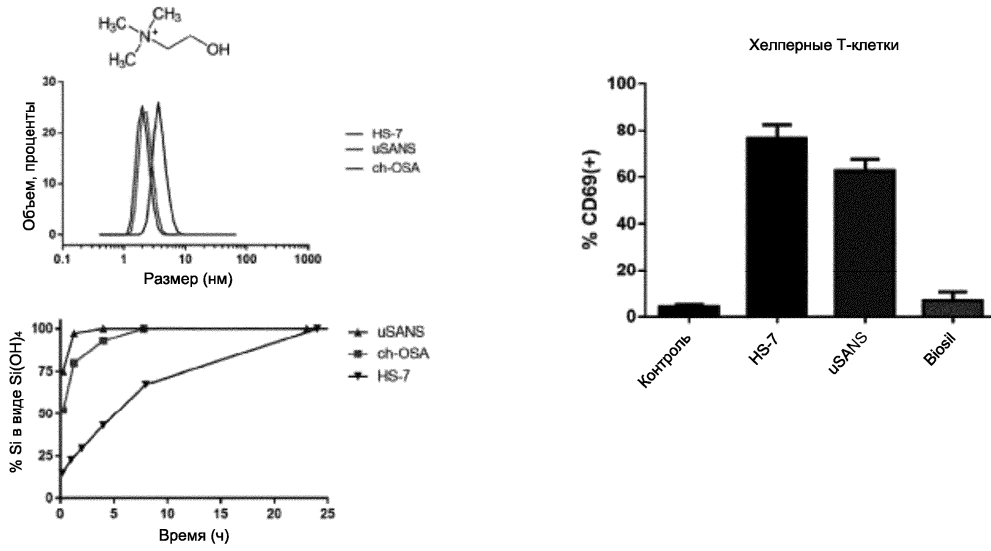 CH₃
H₃C
N⁺
OH
H₃C
30
20
10
0
Объем, проценты
0.1
1
10
100
1000
Размер (нм)
HS-7
uSANS
ch-OSA
100
75
50
25
0
% Si в виде Si(OH)₄
0
5
10
15
20
25
Время (ч)
uSANS
ch-OSA
HS-7
Хелперные Т-клетки
100
80
60
40
20
0
% CD69(+)
Контроль
HS-7
uSANS
Biosil